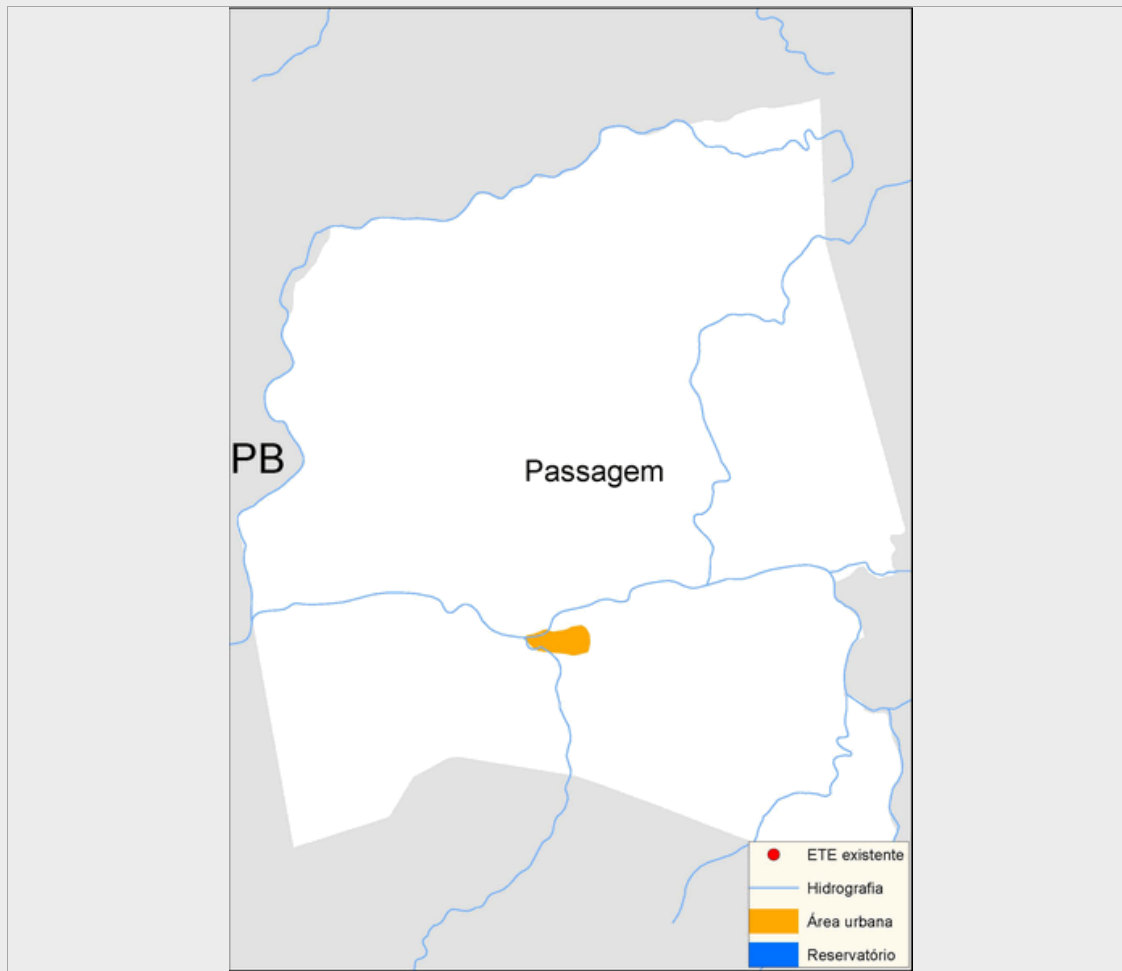 PB
Passagem
ETE existente
Hidrografia
Área urbana
Reservatório